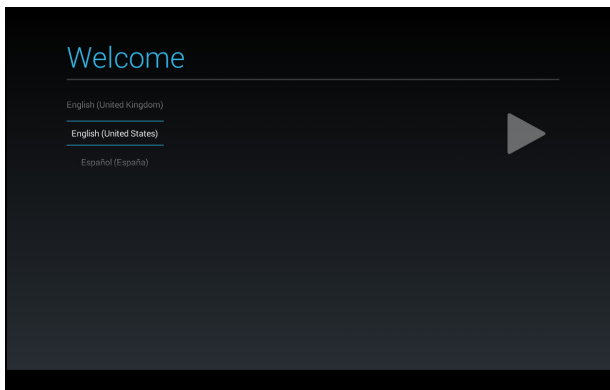 Welcome
English (United Kingdom)
English (United States)
Español (España)